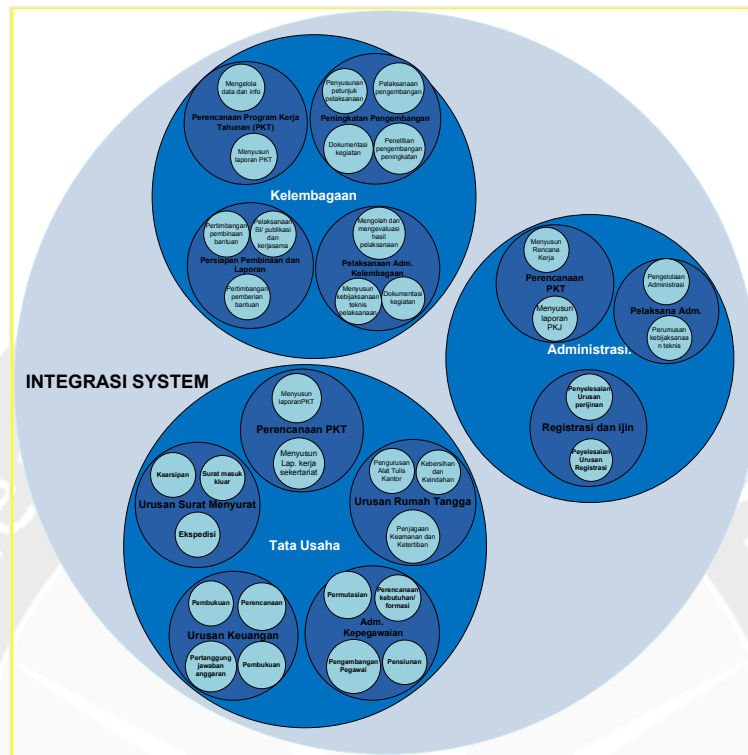 Mengelola
data dan info
Perencanaan Program Kerja
Tahunan (PKT)
Menyusun
laporan PKT
Penyusunan
petunjuk
pelaksanaan
Pelaksanaan
pengembangan
Peningkatan Pengembangan
Dokumentasi
kegiatan
Penelitian
pengembangan
peningkatan
Kelembagaan
Pertimbangan
pembinaan
bantuan
Pelaksanaan
SI/ publikasi
dan
kerjasama
Persiapan Pembinaan dan
Laporan
Pertimbangan
pemberian
bantuan
Mengolah dan
mengevaluasi
hasil
pelaksanaan
Pelaksanaan Adm.
Kelembagaan
Menyusun
kebijaksanaan
teknis
pelaksanaan
Dokumentasi
kegiatan
Menyusun
Rencana
Kerja
Perencanaan
PKT
Menyusun
laporan
PKJ
Pengelolaan
Administrasi
Pelaksana Adm.
Perumusan
kebijaksanaa
n teknis
Administrasi.
Penyelesaian
Urusan
perijinan
Registrasi dan ijin
Peyelesaian
Urusan
Registrasi
INTEGRASI SYSTEM
Menyusun
laporanPKT
Perencanaan PKT
Menyusun
Lap. kerja
sekertariat
Kearsipan
Surat masuk
kluar
Urusan Surat Menyurat
Ekspedisi
Pengurusan
Alat Tulis
Kantor
Kebersihan
dan
Keindahan
Urusan Rumah Tangga
Penjagaan
Keamanan dan
Ketertiban
Tata Usaha
Pembukuan
Perencanaan
Urusan Keuangan
Pertanggung
jawaban
anggaran
Pembukuan
Permutasian
Perencanaan
kebutuhan/
formasi
Adm.
Kepegawaian
Pengembangan
Pegawai
Pensiunan